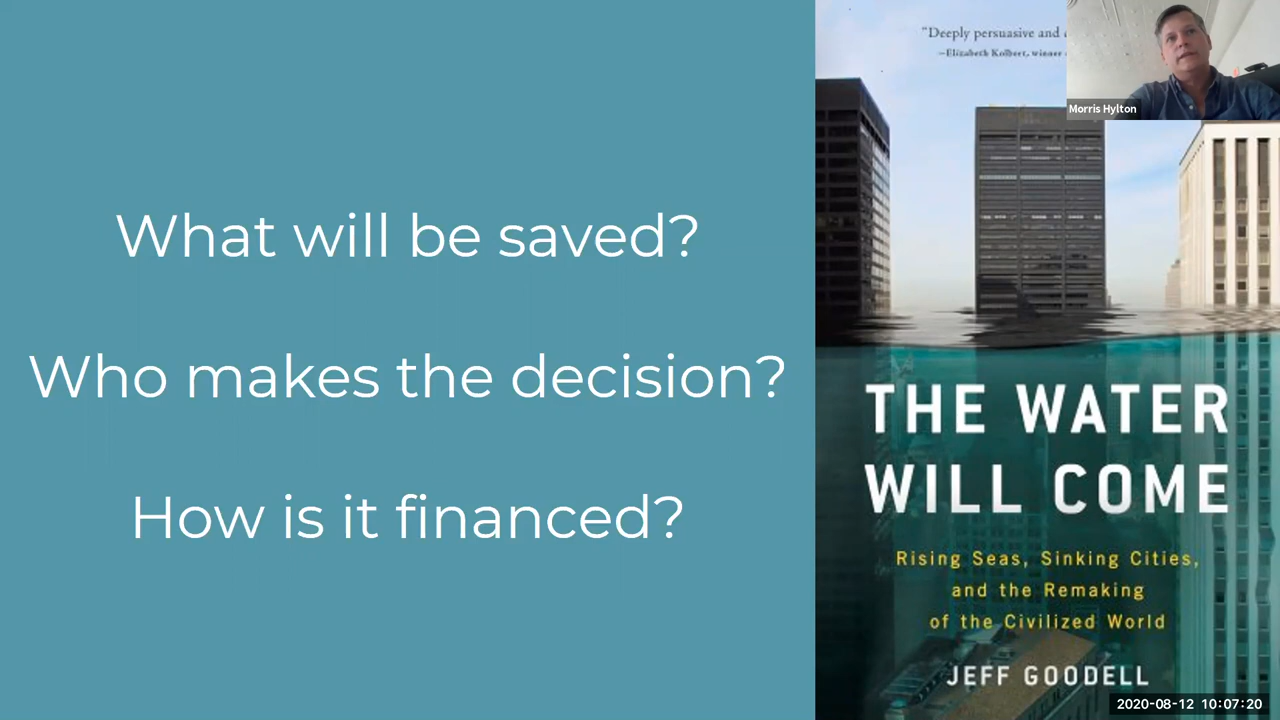 What will be saved?
Who makes the decision?
How is it financed?
"Deeply persuasive and
—Elizabeth Kolbert, winner
Morris Hylton
THE WATER
WILL COME
Rising Seas, Sinking Cities,
and the Remaking
of the Civilized World
JEFF GOODELL
2020-08-12 10:07:20